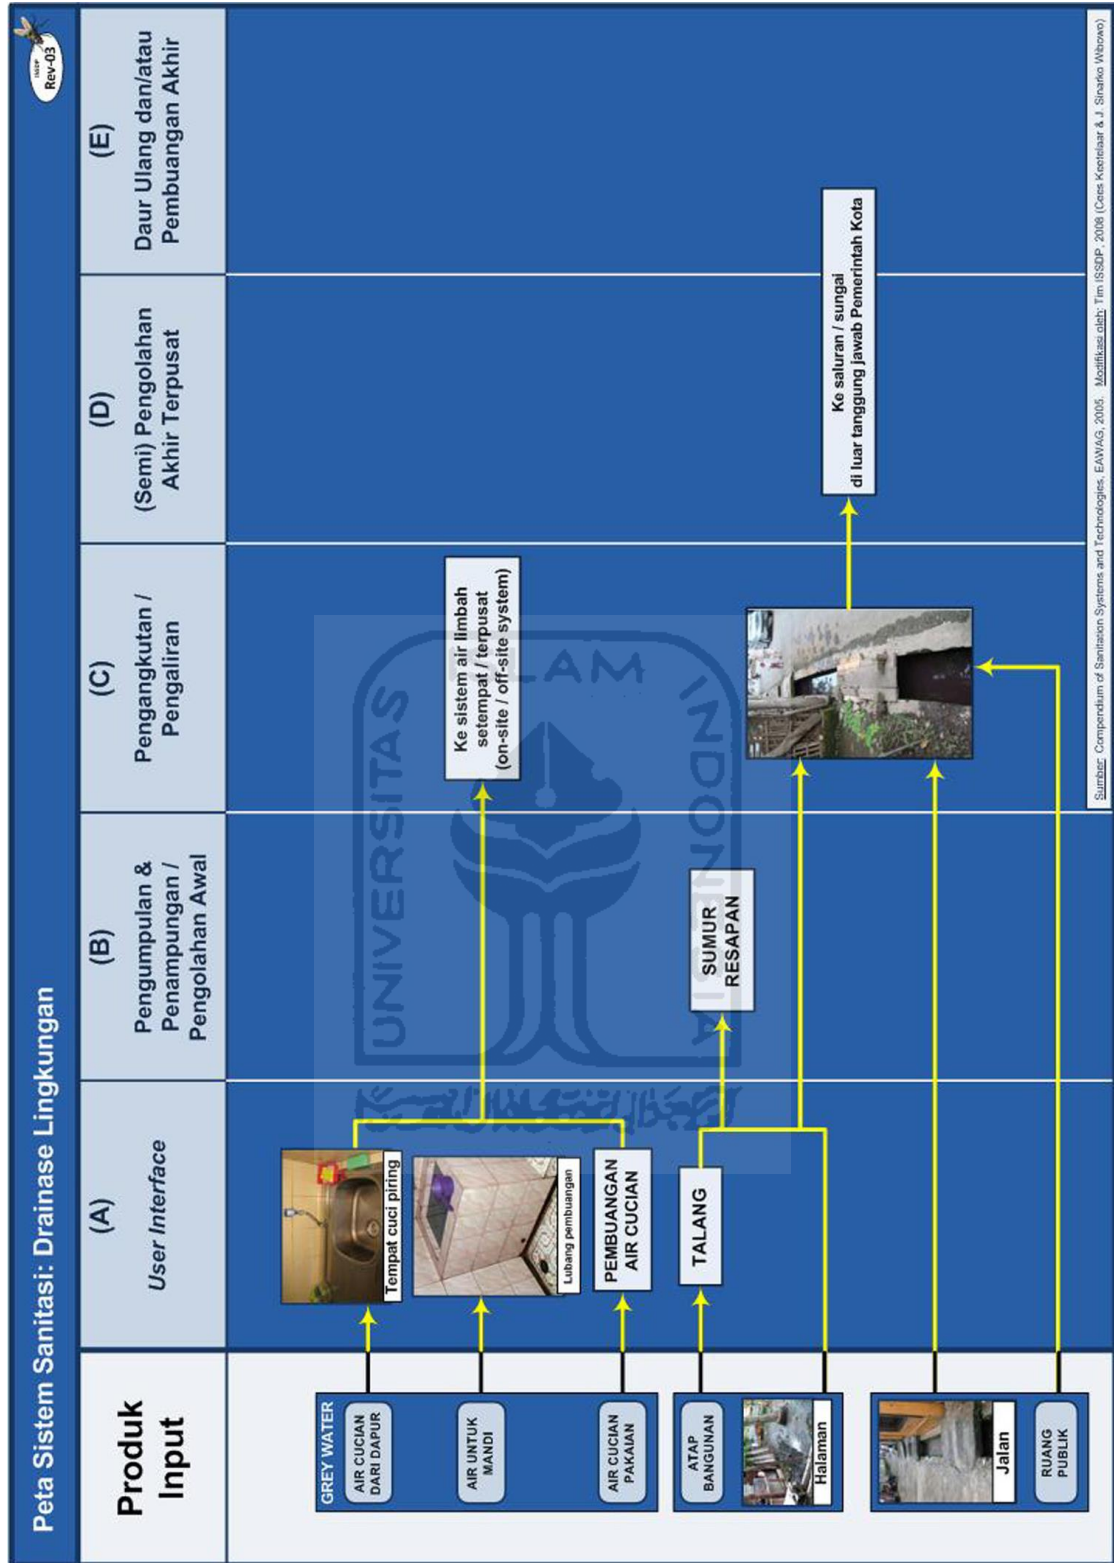 Peta Sistem Sanitasi: Drainase Lingkungan
ISSDP
Rev-03
Produk
Input
(A)
User Interface
(B)
Pengumpulan &
Penampungan /
Pengolahan Awal
(C)
Pengangkutan /
Pengaliran
(D)
(Semi) Pengolahan
Akhir Terpusat
(E)
Daur Ulang dan/atau
Pembuangan Akhir
GREY WATER
AIR CUCIAN
DARI DAPUR
Tempat cuci piring
AIR UNTUK
MANDI
Lubang pembuangan
AIR CUCIAN
PAKAIAN
PEMBUANGAN
AIR CUCIAN
Ke sistem air limbah
setempat / terpusat
(on-site / off-site system)
ATAP
BANGUNAN
TALANG
SUMUR
RESAPAN
Halaman
Ke saluran / sungai
di luar tanggung jawab Pemerintah Kota
Jalan
RUANG
PUBLIK
Sumber: Compendium of Sanitation Systems and Technologies, EAWAG, 2005. Modifikasi oleh: Tim ISSDP, 2008 (Cees Keetelaar & J. Sinarko Wibowo)
UNIVERSITAS
ISLAM
INDONESIA